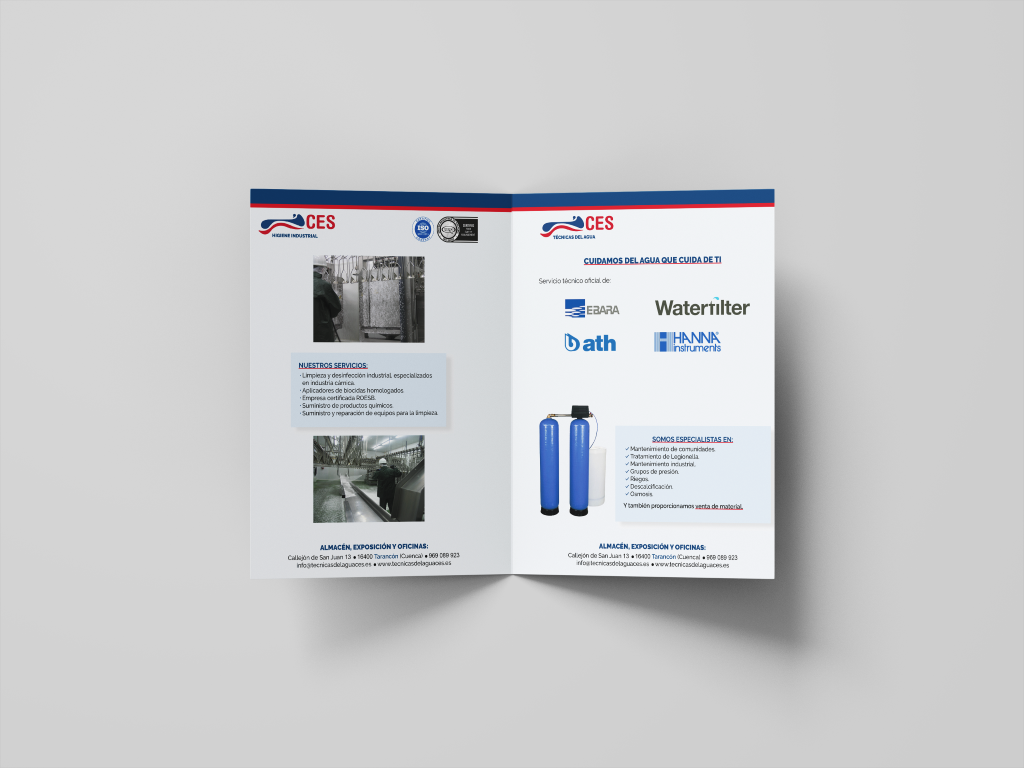 CES
HIGIENE INDUSTRIAL
ISO
NUESTROS SERVICIOS:
· Limpieza y desinfección industrial, especializados
en industria cárnica.
· Aplicadores de biocidas homologados
· Empresa certificada ROESB.
· Suministro de productos químicos.
· Suministro y reparación de equipos para la limpieza.
ALMACÉN, EXPOSICIÓN Y OFICINAS:
Callejón de San Juan 13 ● 16400 Tarancón (Cuenca) ● 969 089 923
info@tecnicasdelaguaces.es ● www.tecnicasdelaguaces.es
CES
TÉCNICAS DEL AGUA
CUIDAMOS DEL AGUA QUE CUIDA DE TI
Servicio técnico oficial de:
EBARA
Waterfilter
ath
HANNA
instruments
SOMOS ESPECIALISTAS EN:
✓ Mantenimiento de comunidades.
✓ Tratamiento de Legionella.
✓ Mantenimiento industrial.
✓ Grupos de presión.
✓ Riegos.
✓ Descalcificación.
✓ Osmosis.
Y también proporcionamos venta de material.
ALMACÉN, EXPOSICIÓN Y OFICINAS:
Callejón de San Juan 13 ● 16400 Tarancón (Cuenca) ● 969 089 923
info@tecnicasdelaguaces.es ● www.tecnicasdelaguaces.es